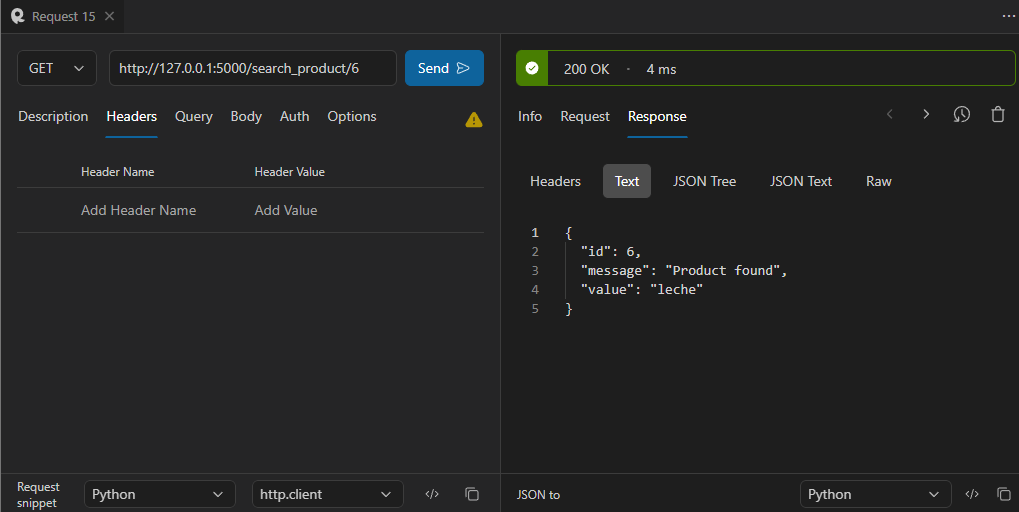 Request 15
GET
http://127.0.0.1:5000/search_product/6
Send
Description Headers Query Body Auth Options
Header Name Header Value
Add Header Name Add Value
Request snippet
Python
http.client
200 OK · 4 ms
Info Request Response
Headers Text JSON Tree JSON Text Raw
1 {
2 "id": 6,
3 "message": "Product found",
4 "value": "leche"
5 }
JSON to
Python